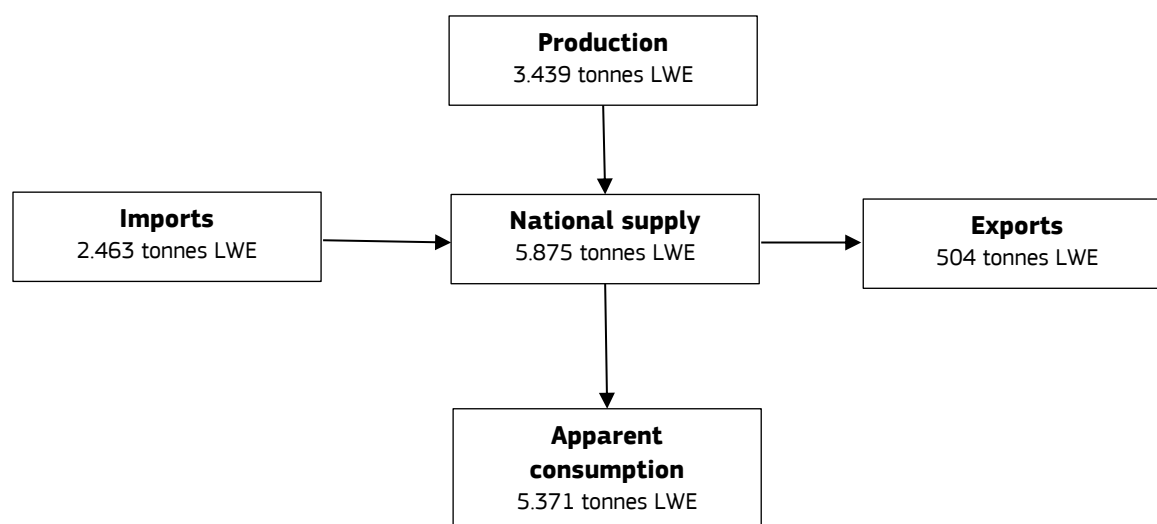 Production
3.439 tonnes LWE
Imports
2.463 tonnes LWE
National supply
5.875 tonnes LWE
Exports
504 tonnes LWE
Apparent
consumption
5.371 tonnes LWE